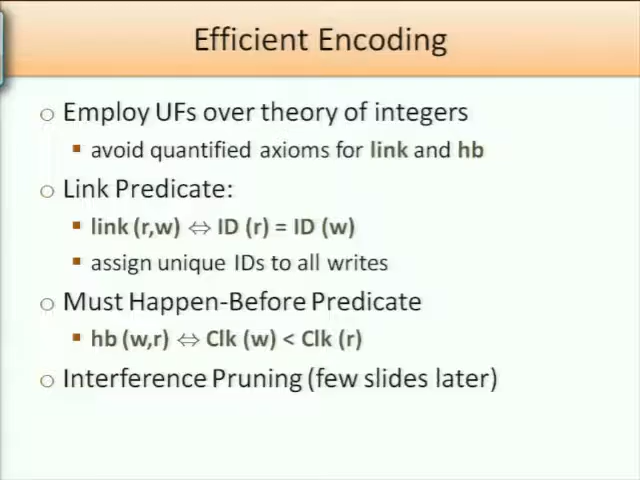 Efficient Encoding
○ Employ UFs over theory of integers
▪ avoid quantified axioms for link and hb
○ Link Predicate:
▪ link (r,w) ⇔ ID (r) = ID (w)
▪ assign unique IDs to all writes
○ Must Happen-Before Predicate
▪ hb (w,r) ⇔ Clk (w) < Clk (r)
○ Interference Pruning (few slides later)